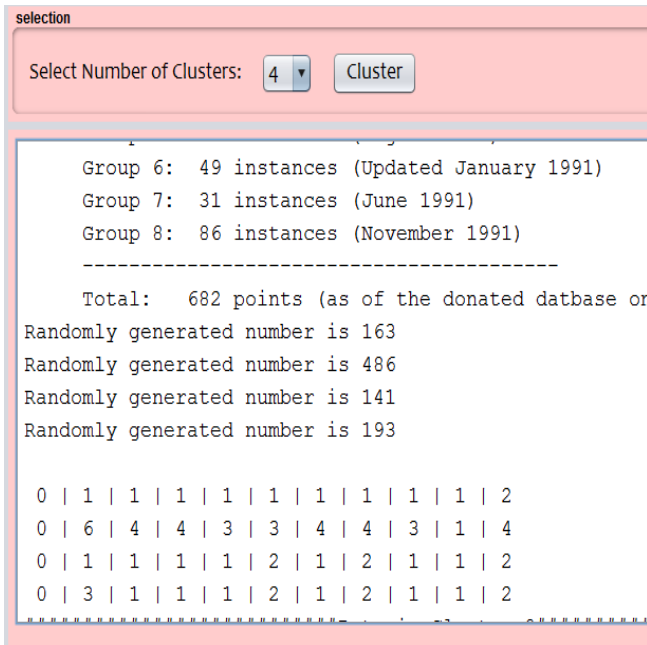 selection
Select Number of Clusters: 4 Cluster
Group 6: 49 instances (Updated January 1991)
Group 7: 31 instances (June 1991)
Group 8: 86 instances (November 1991)
-----------------------------------------
Total: 682 points (as of the donated datbase on
Randomly generated number is 163
Randomly generated number is 486
Randomly generated number is 141
Randomly generated number is 193
0 | 1 | 1 | 1 | 1 | 1 | 1 | 1 | 1 | 1 | 2
0 | 6 | 4 | 4 | 3 | 3 | 4 | 4 | 3 | 1 | 4
0 | 1 | 1 | 1 | 1 | 2 | 1 | 2 | 1 | 1 | 2
0 | 3 | 1 | 1 | 1 | 2 | 1 | 2 | 1 | 1 | 2